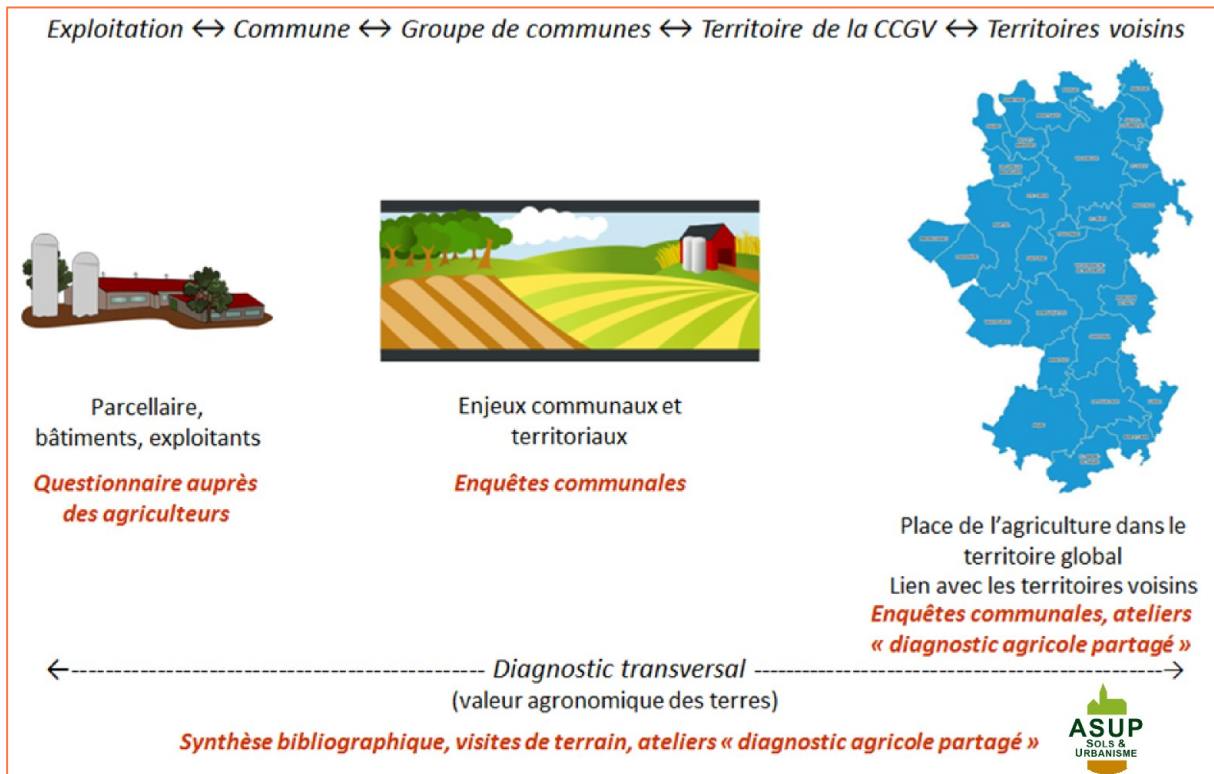 Exploitation ↔ Commune ↔ Groupe de communes ↔ Territoire de la CCGV ↔ Territoires voisins
Parcellaire,
bâtiments, exploitants
Questionnaire auprès
des agriculteurs
Enjeux communaux et
territoriaux
Enquêtes communales
Place de l’agriculture dans le
territoire global
Lien avec les territoires voisins
Enquêtes communales, ateliers
« diagnostic agricole partagé »
Diagnostic transversal
(valeur agronomique des terres)
Synthèse bibliographique, visites de terrain, ateliers « diagnostic agricole partagé »
ASUP
SOLS &
URBANISME